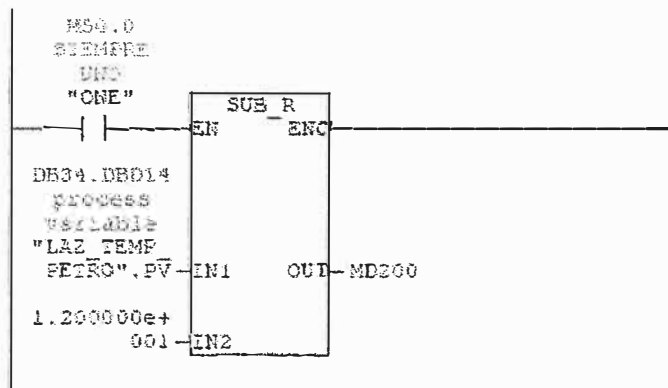 M50.0
SIEMPRE
UNO
"ONE"
SUB_R
EN ENO
DB34.DBD14
process
variable
"LAZ_TEMP_
PETRO".PV
IN1 OUT MD200
1.200000e+
001
IN2